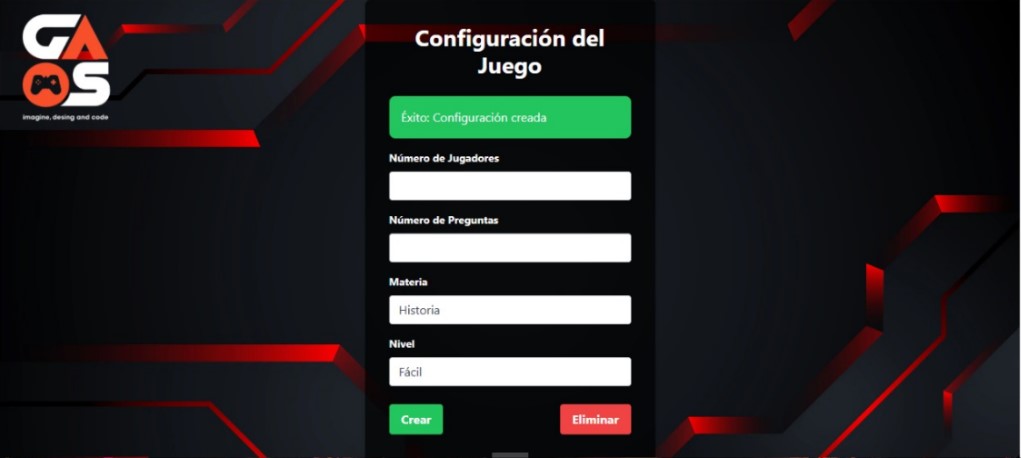 GA
OS
imagine, desing and code
Configuración del
Juego
Éxito: Configuración creada
Número de Jugadores
Número de Preguntas
Materia
Historia
Nivel
Fácil
Crear
Eliminar